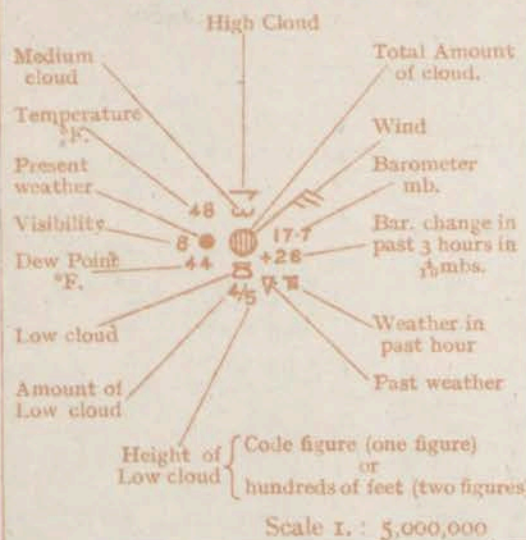 High Cloud
Medium
cloud
Total Amount
of cloud.
Temperature
°F.
Wind
Present
weather
Barometer
mb.
48
Visibility
8
17·7
Bar. change in
past 3 hours in
1/10 mbs.
+28
Dew Point
°F.
44
4/5
Low cloud
Weather in
past hour
Amount of
Low cloud
Past weather
Height of
Low cloud
Code figure (one figure)
or
hundreds of feet (two figures)
Scale 1. : 5,000,000